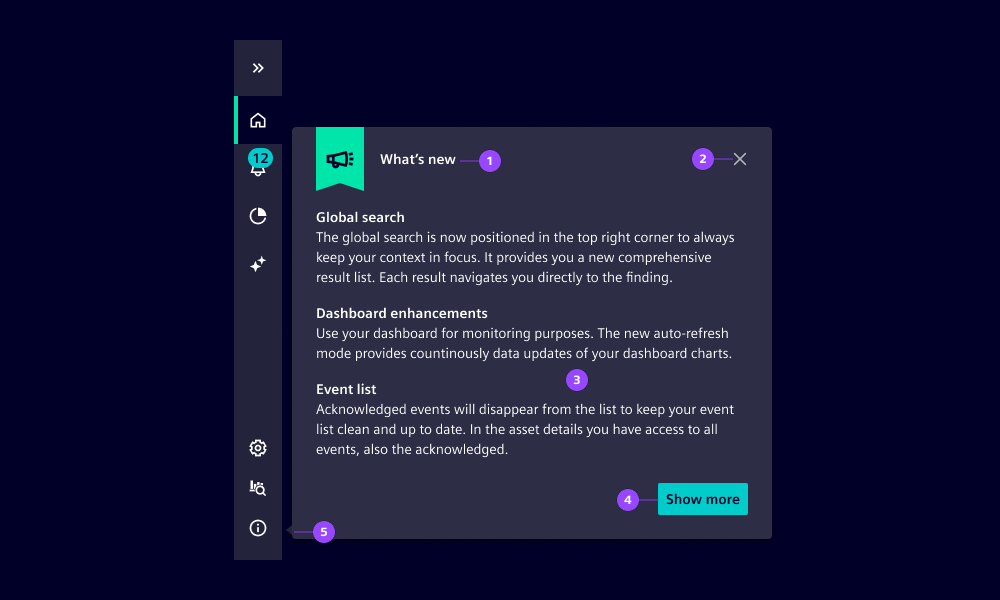 12
What's new
1
2
Global search
The global search is now positioned in the top right corner to always
keep your context in focus. It provides you a new comprehensive
result list. Each result navigates you directly to the finding.
Dashboard enhancements
Use your dashboard for monitoring purposes. The new auto-refresh
mode provides countinously data updates of your dashboard charts.
3
Event list
Acknowledged events will disappear from the list to keep your event
list clean and up to date. In the asset details you have access to all
events, also the acknowledged.
4
Show more
5